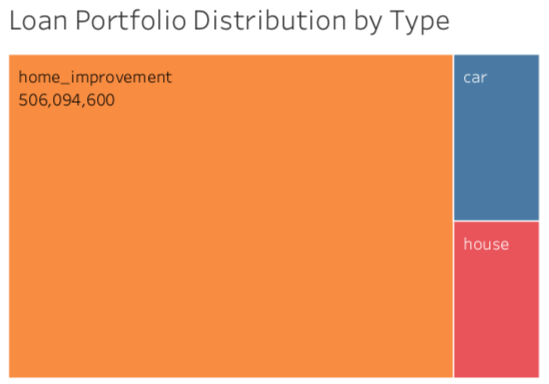 Loan Portfolio Distribution by Type
home_improvement
506,094,600
car
house